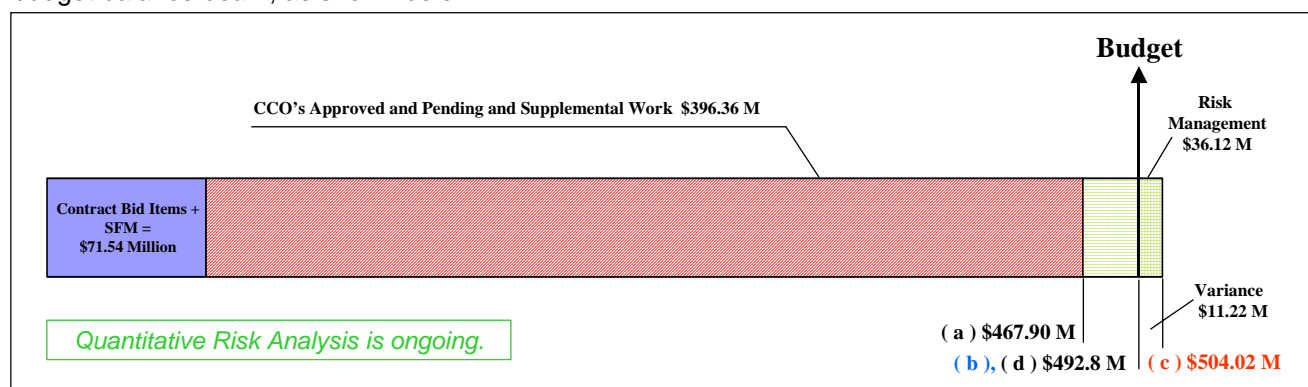 Budget
CCO's Approved and Pending and Supplemental Work $396.36 M
Risk
Management
$36.12 M
Contract Bid Items +
SFM =
$71.54 Million
Variance
$11.22 M
Quantitative Risk Analysis is ongoing.
( a ) $467.90 M
( b ), ( d ) $492.8 M
( c ) $504.02 M